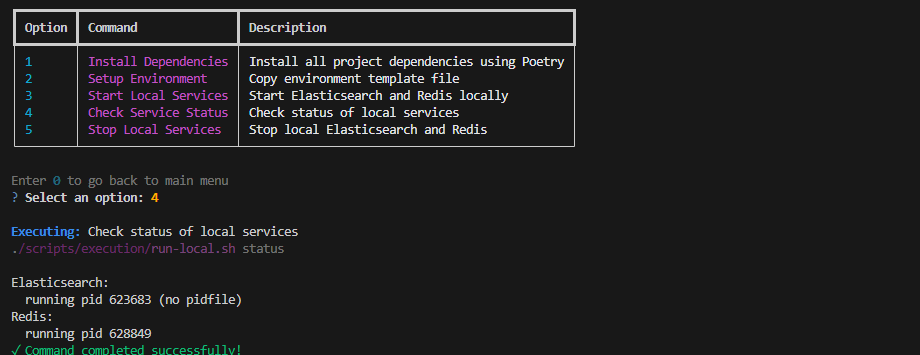 Option Command Description
1 Install Dependencies Install all project dependencies using Poetry
2 Setup Environment Copy environment template file
3 Start Local Services Start Elasticsearch and Redis locally
4 Check Service Status Check status of local services
5 Stop Local Services Stop local Elasticsearch and Redis
Enter 0 to go back to main menu
? Select an option: 4
Executing: Check status of local services
./scripts/execution/run-local.sh status
Elasticsearch:
running pid 623683 (no pidfile)
Redis:
running pid 628849
✓ Command completed successfully!